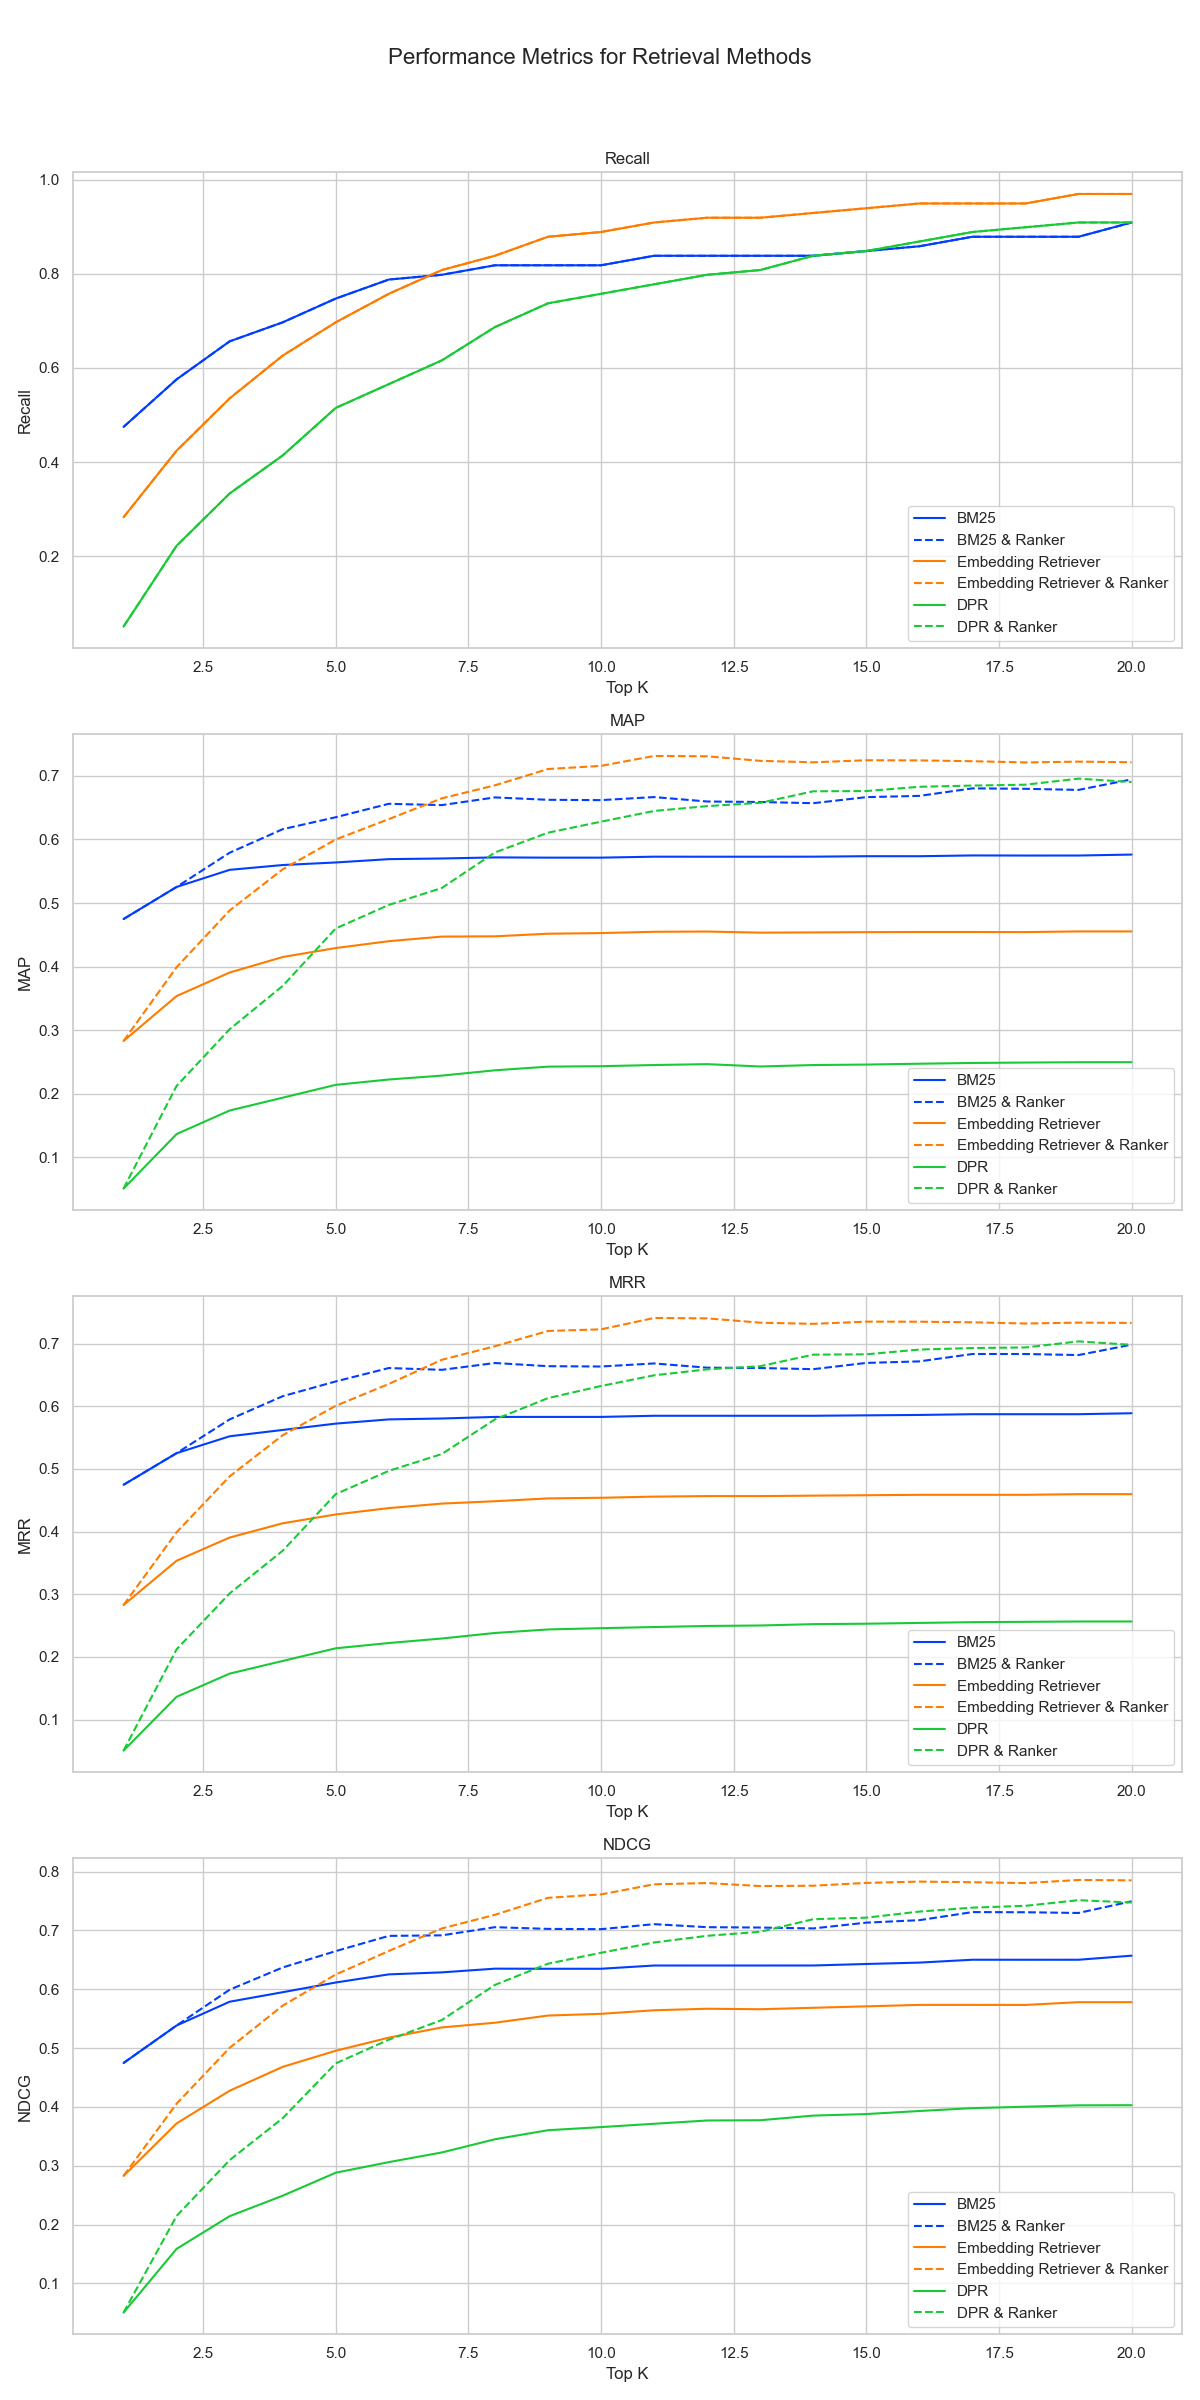 Performance Metrics for Retrieval Methods
Recall
1.0
0.8
0.6
0.4
0.2
Recall
BM25
BM25 & Ranker
Embedding Retriever
Embedding Retriever & Ranker
DPR
DPR & Ranker
2.5 5.0 7.5 10.0 12.5 15.0 17.5 20.0
Top K
MAP
0.7
0.6
0.5
0.4
0.3
0.2
0.1
MAP
BM25
BM25 & Ranker
Embedding Retriever
Embedding Retriever & Ranker
DPR
DPR & Ranker
2.5 5.0 7.5 10.0 12.5 15.0 17.5 20.0
Top K
MRR
0.7
0.6
0.5
0.4
0.3
0.2
0.1
MRR
BM25
BM25 & Ranker
Embedding Retriever
Embedding Retriever & Ranker
DPR
DPR & Ranker
2.5 5.0 7.5 10.0 12.5 15.0 17.5 20.0
Top K
NDCG
0.8
0.7
0.6
0.5
0.4
0.3
0.2
0.1
NDCG
BM25
BM25 & Ranker
Embedding Retriever
Embedding Retriever & Ranker
DPR
DPR & Ranker
2.5 5.0 7.5 10.0 12.5 15.0 17.5 20.0
Top K